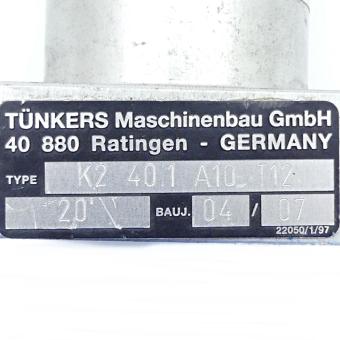 TÜNKERS Maschinenbau GmbH
40 880 Ratingen - GERMANY
TYPE K2 40.1 A10 T12
20° BAUJ. 04 / 07
22050/1/97